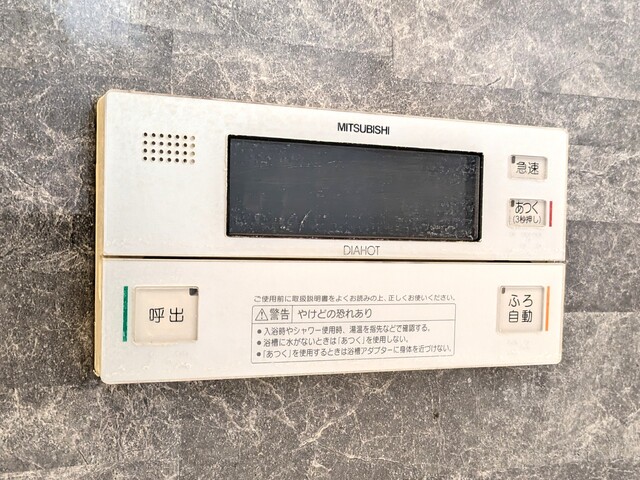 MITSUBISHI
急速
あつく
(3秒押し)
DIAHOT
呼出
ご使用前に取扱説明書をよくお読みの上、正しくお使いください。
⚠警告 やけどの恐れあり
●入浴時やシャワー使用時、湯温を指先などで確認する。
●浴槽に水がないときは「あつく」を使用しない。
●「あつく」を使用するときは浴槽アダプターに身体を近づけない。
ふろ
自動